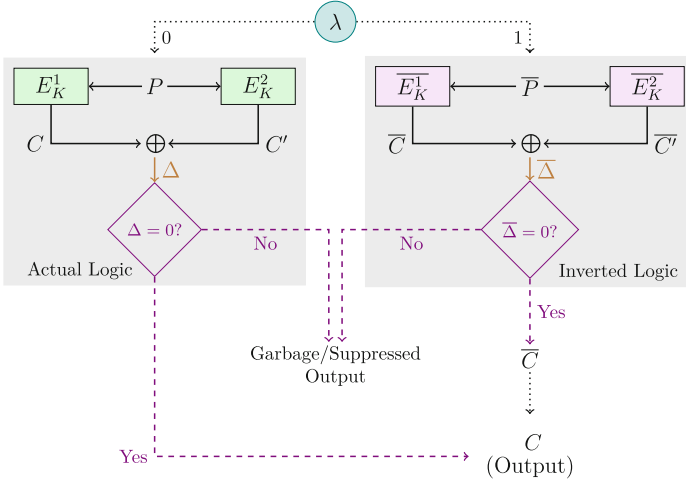 λ
0
1
E_K^1
P
E_K^2
\overline{E_K^1}
\overline{P}
\overline{E_K^2}
C
⊕
C′
\overline{C}
⊕
\overline{C′}
Δ
\overline{Δ}
Δ = 0?
\overline{Δ} = 0?
No
No
Actual Logic
Inverted Logic
Yes
Garbage/Suppressed
Output
\overline{C}
C
(Output)
Yes